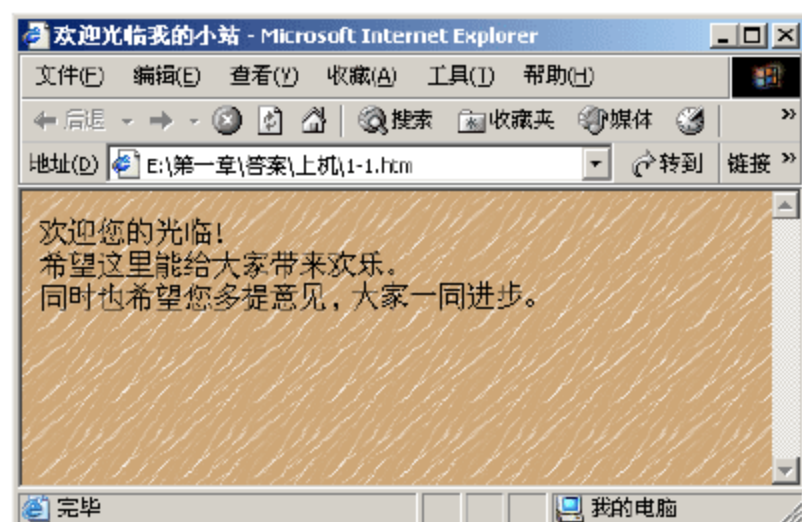 欢迎光临我的小站 - Microsoft Internet Explorer
文件(F) 编辑(E) 查看(V) 收藏(A) 工具(T) 帮助(H)
后退 搜索 收藏夹 媒体 »
地址(D) E:\第一章\答案\上机\1-1.htm 转到 链接 »
欢迎您的光临!
希望这里能给大家带来欢乐。
同时也希望您多提意见,大家一同进步。
完毕 我的电脑